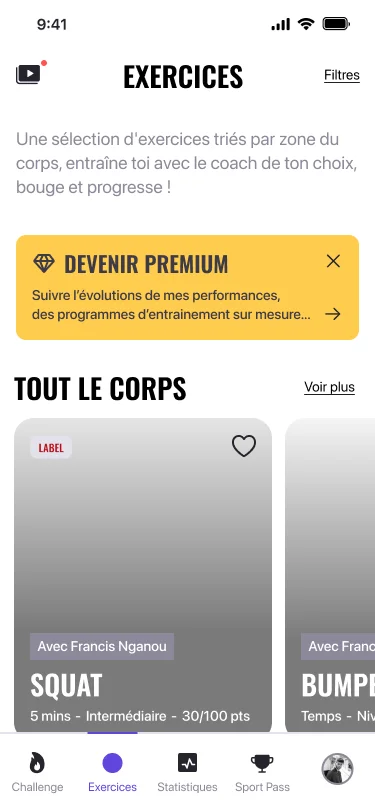 9:41
EXERCICES
Filtres
Une sélection d'exercices triés par zone du
corps, entraîne toi avec le coach de ton choix,
bouge et progresse !
DEVENIR PREMIUM
Suivre l'évolutions de mes performances,
des programmes d'entrainement sur mesure...
TOUT LE CORPS
Voir plus
LABEL
Avec Francis Nganou
SQUAT
5 mins - Intermédiaire - 30/100 pts
Avec Franc
BUMPE
Temps - Niv
Challenge
Exercices
Statistiques
Sport Pass